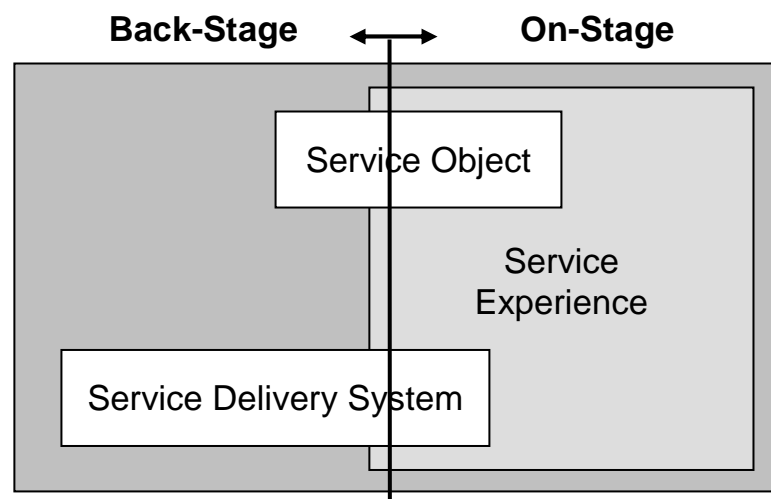 Back-Stage
On-Stage
Service Object
Service
Experience
Service Delivery System